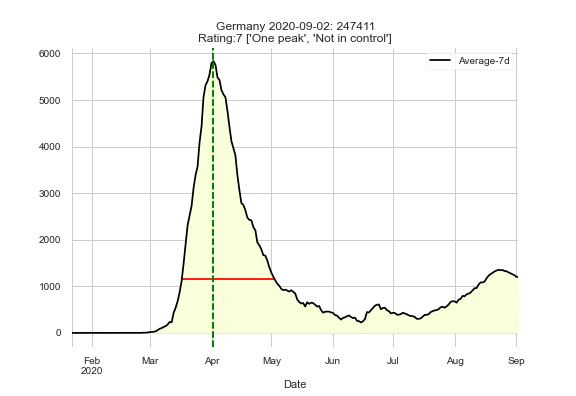 Germany 2020-09-02: 247411
Rating:7 ['One peak', 'Not in control']
Average-7d
6000
5000
4000
3000
2000
1000
0
Feb Mar Apr May Jun Jul Aug Sep
2020
Date